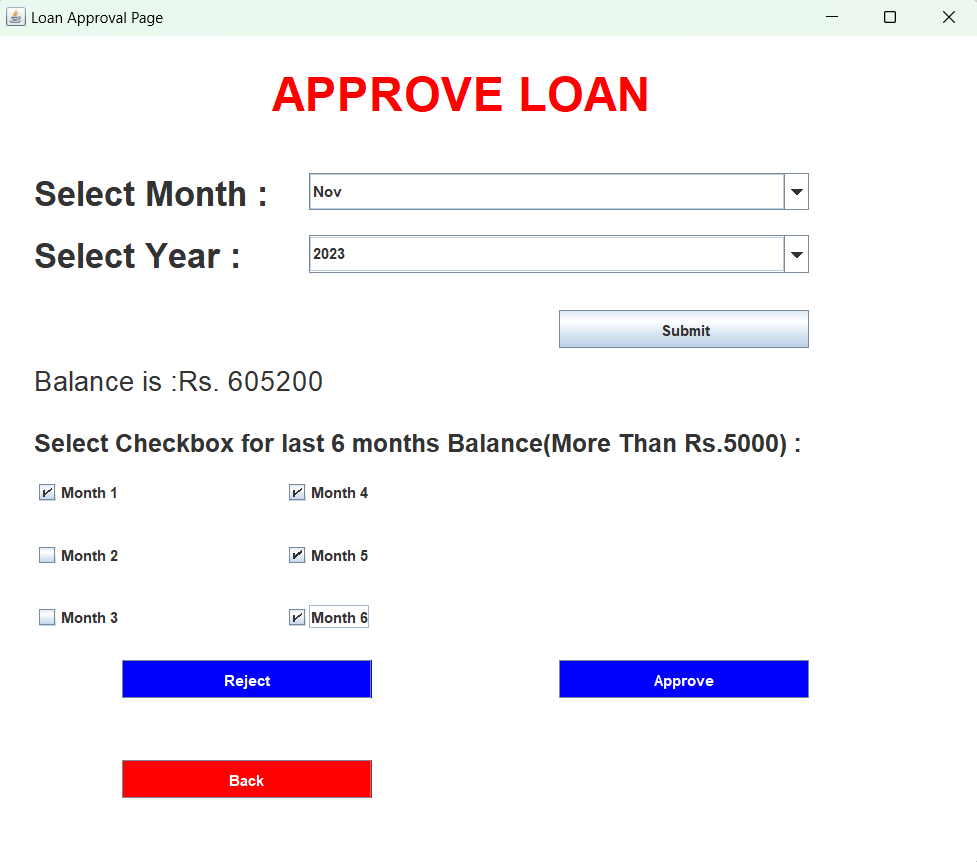 Loan Approval Page
APPROVE LOAN
Select Month : Nov
Select Year : 2023
Submit
Balance is :Rs. 605200
Select Checkbox for last 6 months Balance(More Than Rs.5000) :
Month 1 Month 4
Month 2 Month 5
Month 3 Month 6
Reject Approve
Back